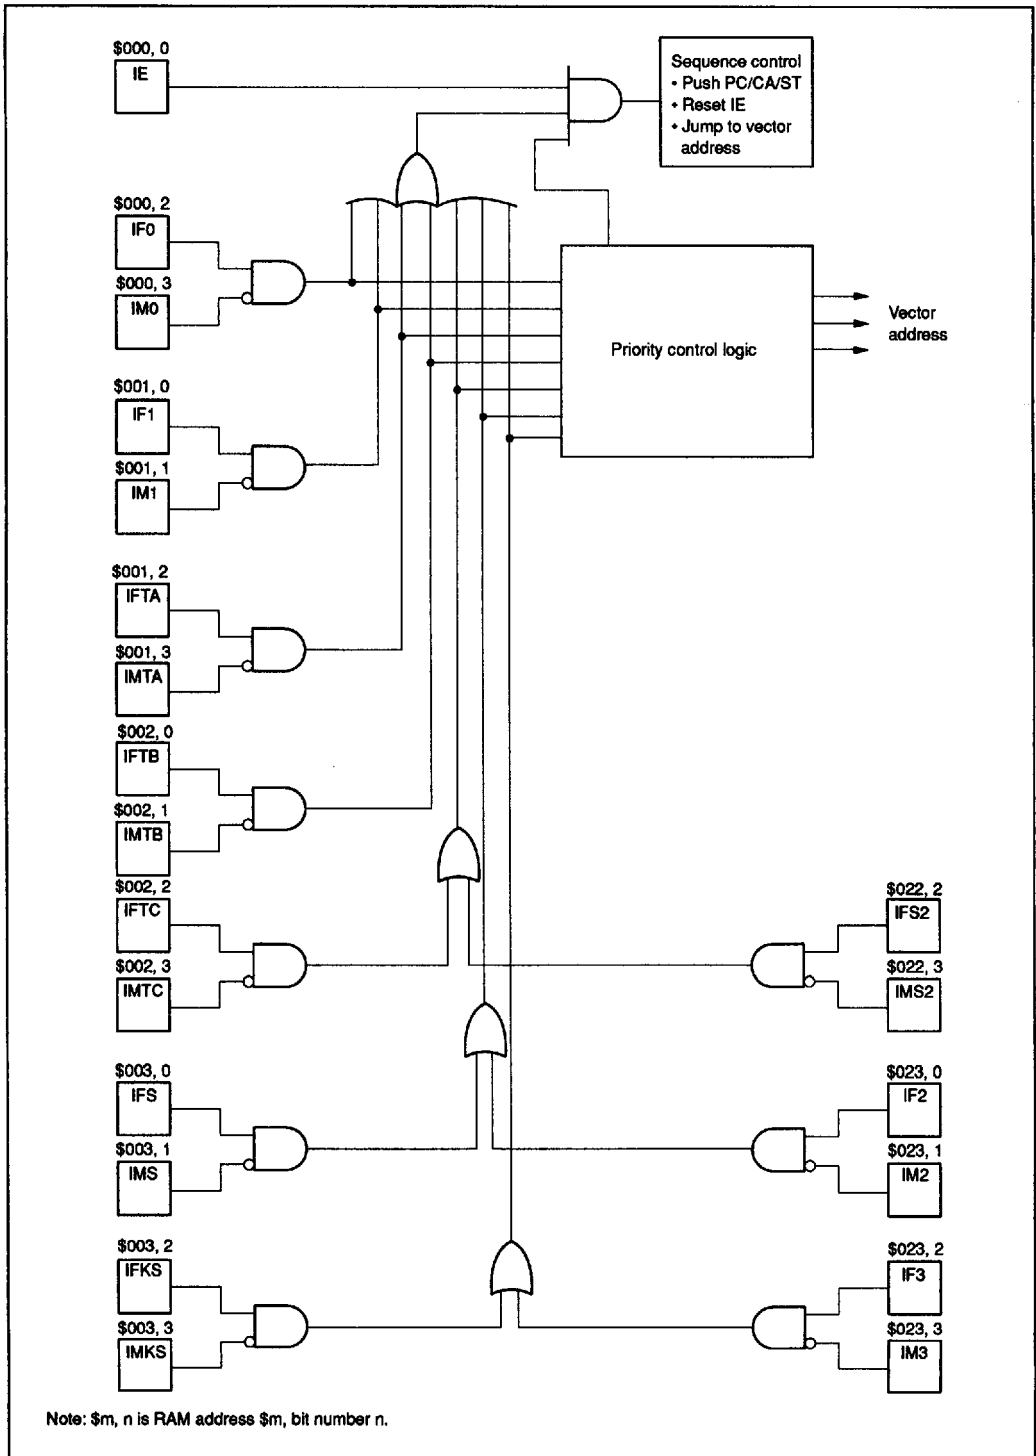 $000, 0
IE
Sequence control
• Push PC/CA/ST
• Reset IE
• Jump to vector
address
$000, 2
IF0
$000, 3
IM0
Priority control logic
Vector
address
$001, 0
IF1
$001, 1
IM1
$001, 2
IFTA
$001, 3
IMTA
$002, 0
IFTB
$002, 1
IMTB
$002, 2
IFTC
$002, 3
IMTC
$022, 2
IFS2
$022, 3
IMS2
$003, 0
IFS
$003, 1
IMS
$023, 0
IF2
$023, 1
IM2
$003, 2
IFKS
$003, 3
IMKS
$023, 2
IF3
$023, 3
IM3
Note: $m, n is RAM address $m, bit number n.